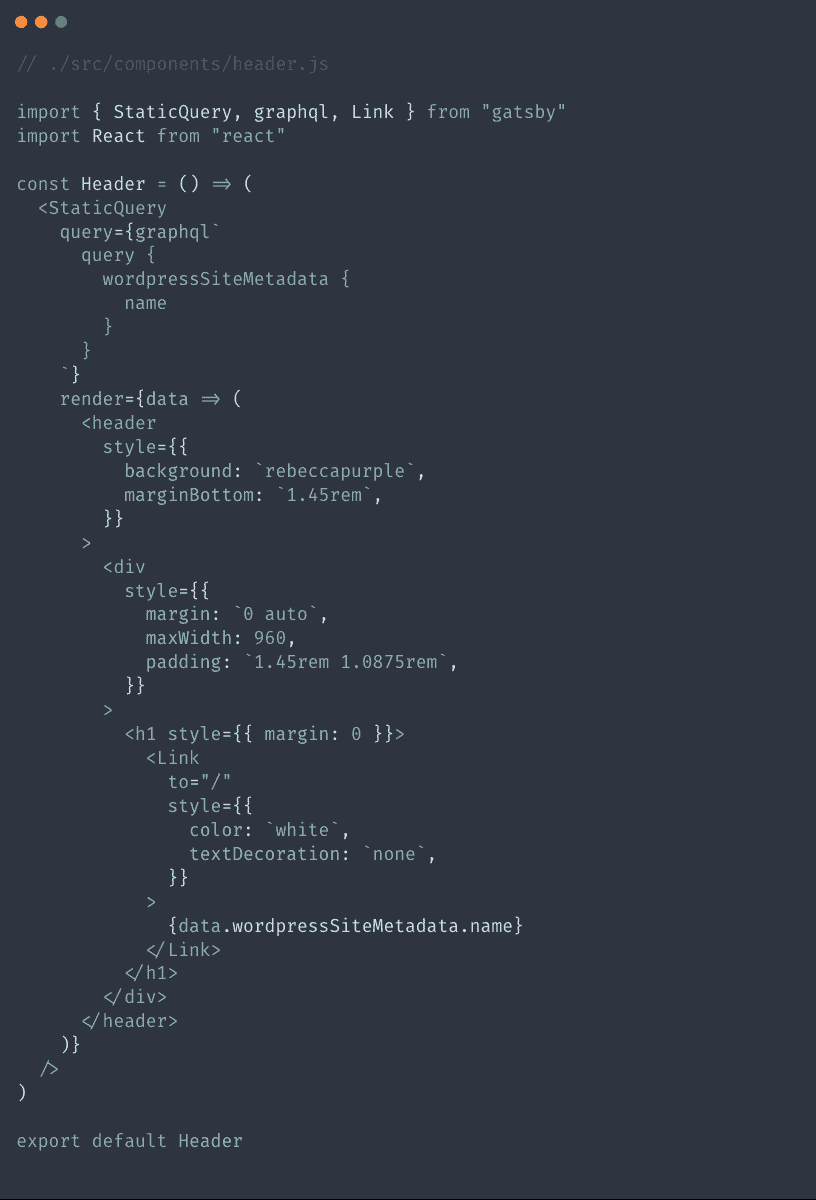 // ./src/components/header.js

import { StaticQuery, graphql, Link } from "gatsby"
import React from "react"

const Header = () => (
  <StaticQuery
    query={graphql`
      query {
        wordpressSiteMetadata {
          name
        }
      }
    `}
    render={data => (
      <header
        style={{
          background: `rebeccapurple`,
          marginBottom: `1.45rem`,
        }}
      >
        <div
          style={{
            margin: `0 auto`,
            maxWidth: 960,
            padding: `1.45rem 1.0875rem`,
          }}
        >
          <h1 style={{ margin: 0 }}>
            <Link
              to="/"
              style={{
                color: `white`,
                textDecoration: `none`,
              }}
            >
              {data.wordpressSiteMetadata.name}
            </Link>
          </h1>
        </div>
      </header>
    )}
  />
)

export default Header